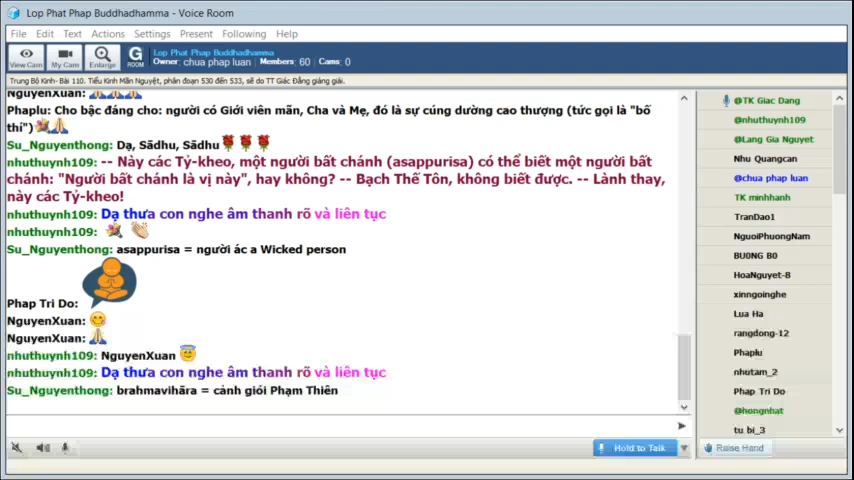 Lop Phat Phap Buddhadhamma - Voice Room
File Edit Text Actions Settings Present Following Help
View Cam
My Cam
Enlarge
G ROOM
Lop Phat Phap Buddhadhamma
Owner: chua phap luan | Members: 60 | Cams: 0
Trung Bộ Kinh- Bài 110. Tiểu Kinh Mãn Nguyệt, phân đoạn 530 đến 533, sẽ do TT Giác Đẳng giảng giải.
NguyenXuan:
Phaplu: Cho bậc đáng cho: người có Giới viên mãn, Cha và Mẹ, đó là sự cúng dường cao thượng (tức gọi là "bố
thí")
Su_Nguyenthong: Dạ, Sādhu, Sādhu
nhuthuynh109: -- Này các Tỷ-kheo, một người bất chánh (asappurisa) có thể biết một người bất
chánh: "Người bất chánh là vị này", hay không? -- Bạch Thế Tôn, không biết được. -- Lành thay,
này các Tỷ-kheo!
nhuthuynh109: Dạ thưa con nghe âm thanh rõ và liên tục
nhuthuynh109:
Su_Nguyenthong: asappurisa = người ác a Wicked person
Phap Tri Do:
NguyenXuan:
NguyenXuan:
nhuthuynh109: NguyenXuan
nhuthuynh109: Dạ thưa con nghe âm thanh rõ và liên tục
Su_Nguyenthong: brahmavihāra = cảnh giói Phạm Thiên
Hold to Talk
@TK Giac Dang
@nhuthuynh109
@Lang Gia Nguyet
Nhu Quangcan
@chua phap luan
TK minhhanh
TranDao1
NguoiPhuongNam
BU0NG B0
HoaNguyet-8
xinngoinghe
Lua Ha
rangdong-12
Phaplu
nhutam_2
Phap Tri Do
@hongnhat
tu bi_3
Raise Hand